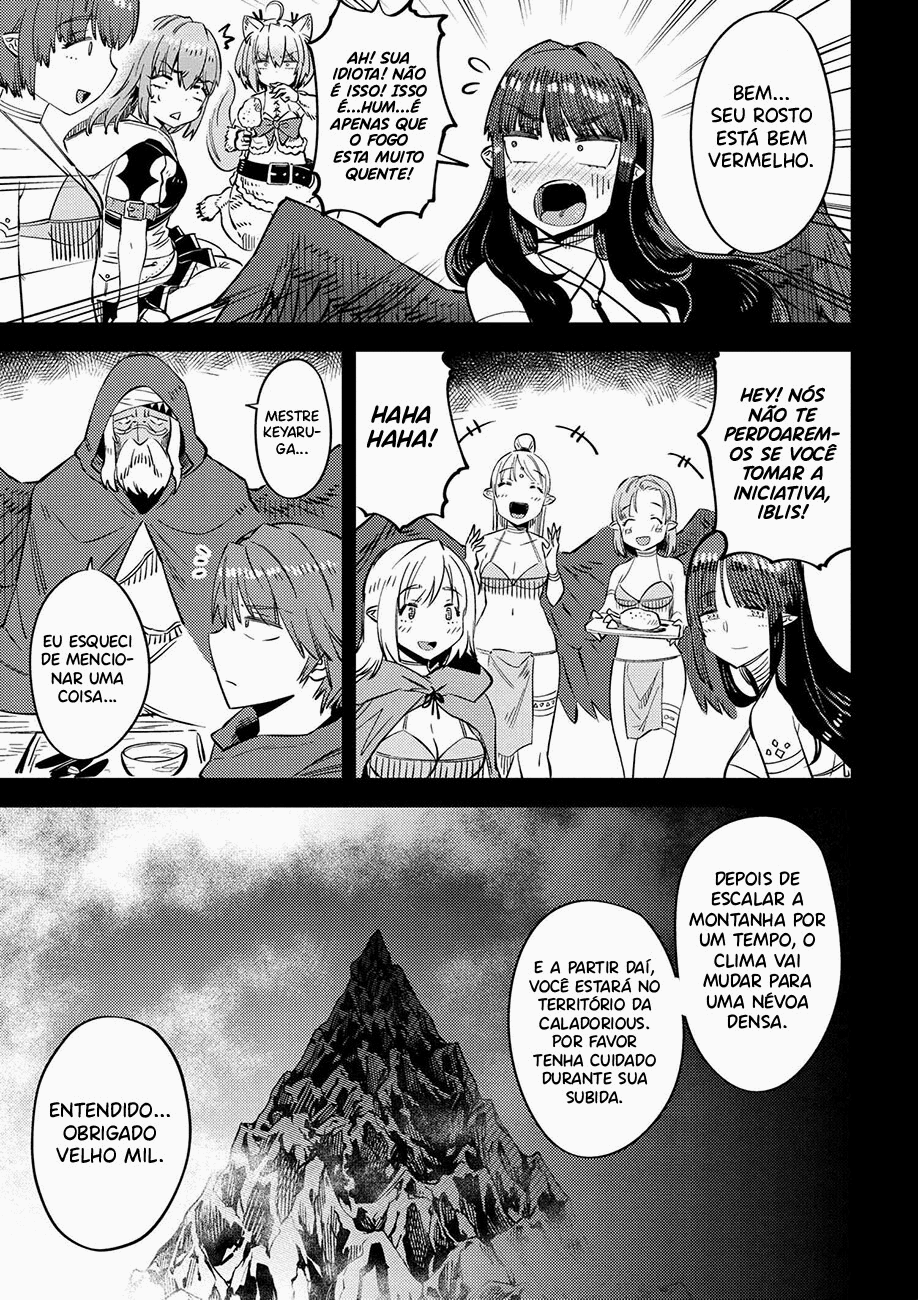 BEM...
SEU ROSTO
ESTÁ BEM
VERMELHO.
AH! SUA
IDIOTA! NÃO
É ISSO! ISSO
É...HUM...É
APENAS QUE
O FOGO
ESTA MUITO
QUENTE!
HEY! NÓS
NÃO TE
PERDOAREM-
OS SE VOCÊ
TOMAR A
INICIATIVA,
IBLIS!
HAHA
HAHA!
MESTRE
KEYARU-
GA...
EU ESQUECI
DE MENCIO-
NAR UMA
COISA...
DEPOIS DE
ESCALAR A
MONTANHA POR
UM TEMPO, O
CLIMA VAI
MUDAR PARA
UMA NÉVOA
DENSA.
E A PARTIR DAÍ,
VOCÊ ESTARÁ NO
TERRITÓRIO DA
CALADORIOUS.
POR FAVOR
TENHA CUIDADO
DURANTE SUA
SUBIDA.
ENTENDIDO...
OBRIGADO
VELHO MIL.